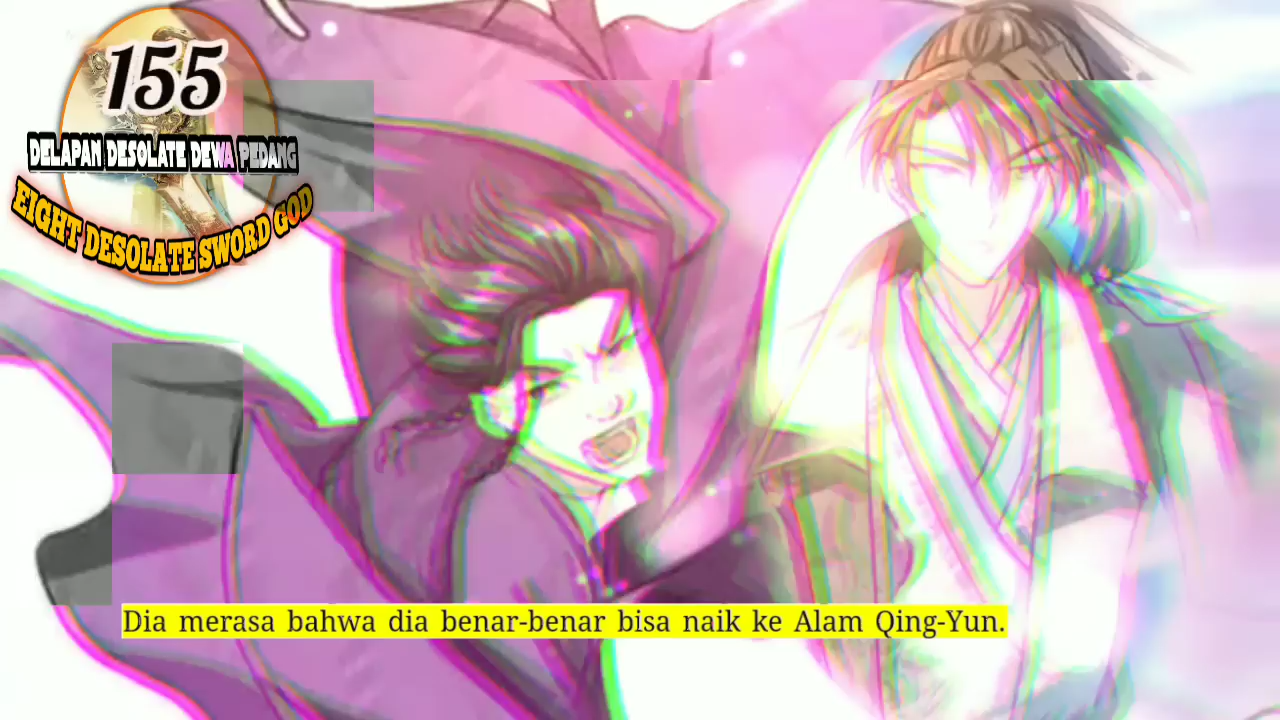 155
DELAPAN DESOLATE DEWA PEDANG
EIGHT DESOLATE SWORD GOD
Dia merasa bahwa dia benar-benar bisa naik ke Alam Qing-Yun.